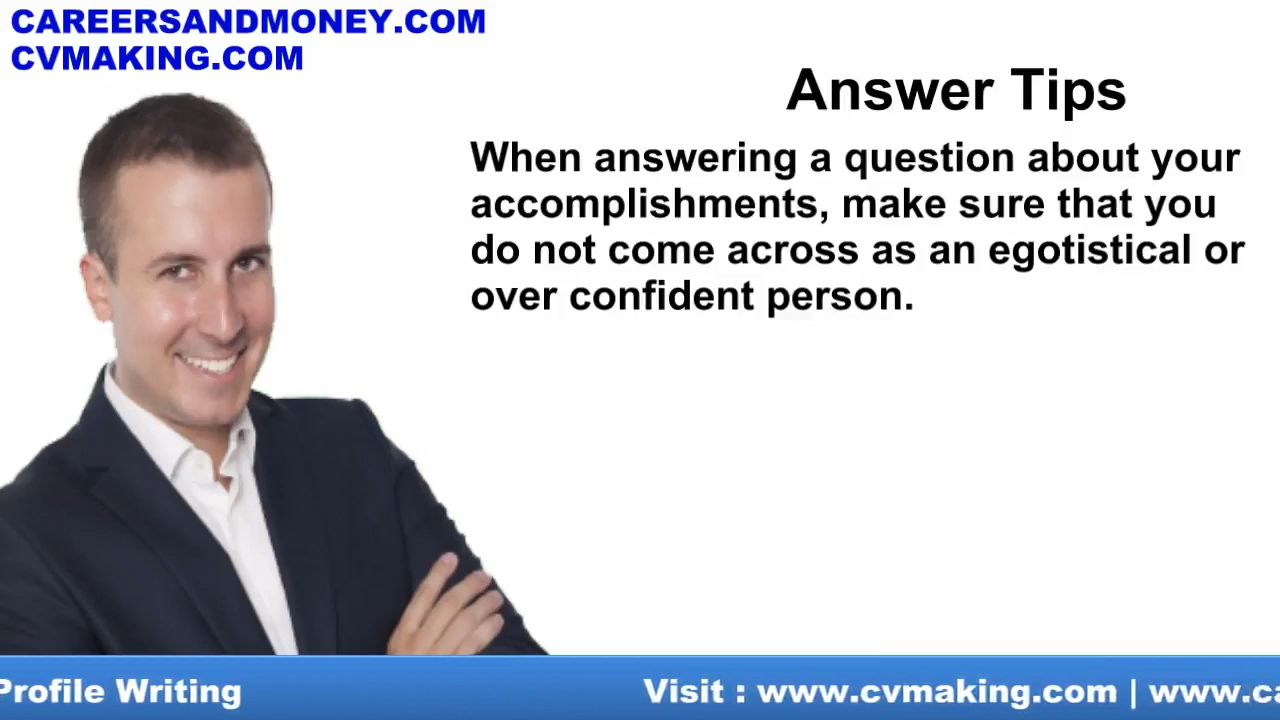 CAREERSANDMONEY.COM
CVMAKING.COM
Answer Tips
When answering a question about your
accomplishments, make sure that you
do not come across as an egotistical or
over confident person.
Profile Writing
Visit : www.cvmaking.com | www.ca